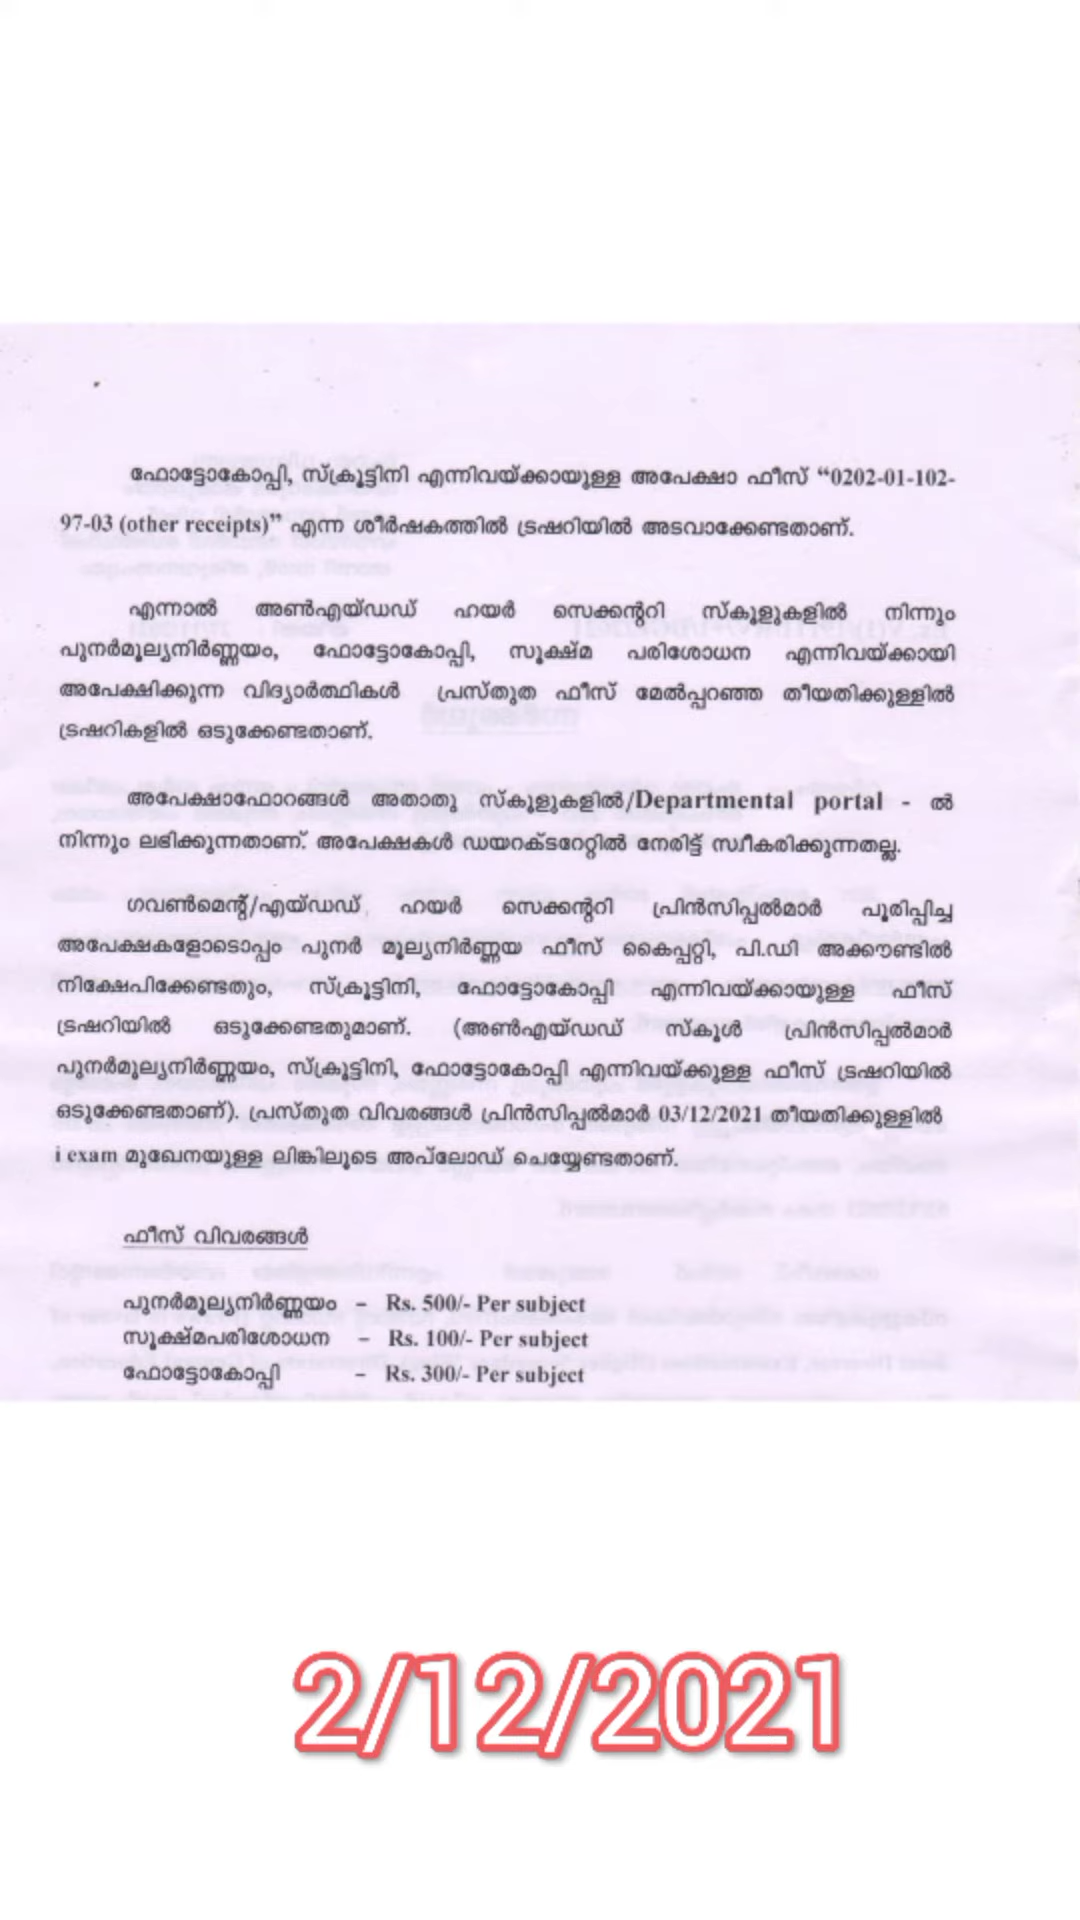 ഫോട്ടോകോപ്പി, സ്ക്രൂട്ടിനി എന്നിവയ്ക്കായുള്ള അപേക്ഷാ ഫീസ് “0202-01-102-
97-03 (other receipts)” എന്ന ശീർഷകത്തിൽ ട്രഷറിയിൽ അടവാക്കേണ്ടതാണ്.
എന്നാൽ അൺഎയ്ഡഡ് ഹയർ സെക്കന്ററി സ്കൂളുകളിൽ നിന്നും
പുനർമൂല്യനിർണ്ണയം, ഫോട്ടോകോപ്പി, സൂക്ഷ്മ പരിശോധന എന്നിവയ്ക്കായി
അപേക്ഷിക്കുന്ന വിദ്യാർത്ഥികൾ പ്രസ്തുത ഫീസ് മേൽപ്പറഞ്ഞ തീയതിക്കുള്ളിൽ
ട്രഷറികളിൽ ഒടുക്കേണ്ടതാണ്.
അപേക്ഷാഫോറങ്ങൾ അതാതു സ്കൂളുകളിൽ/Departmental portal - ൽ
നിന്നും ലഭിക്കുന്നതാണ്. അപേക്ഷകൾ ഡയറക്ടറേറ്റിൽ നേരിട്ട് സ്വീകരിക്കുന്നതല്ല.
ഗവൺമെന്റ്/എയ്ഡഡ് ഹയർ സെക്കന്ററി പ്രിൻസിപ്പൽമാർ പൂരിപ്പിച്ച
അപേക്ഷകളോടൊപ്പം പുനർ മൂല്യനിർണ്ണയ ഫീസ് കൈപ്പറ്റി, പി.ഡി അക്കൗണ്ടിൽ
നിക്ഷേപിക്കേണ്ടതും, സ്ക്രൂട്ടിനി, ഫോട്ടോകോപ്പി എന്നിവയ്ക്കായുള്ള ഫീസ്
ട്രഷറിയിൽ ഒടുക്കേണ്ടതുമാണ്. (അൺഎയ്ഡഡ് സ്കൂൾ പ്രിൻസിപ്പൽമാർ
പുനർമൂല്യനിർണ്ണയം, സ്ക്രൂട്ടിനി, ഫോട്ടോകോപ്പി എന്നിവയ്ക്കുള്ള ഫീസ് ട്രഷറിയിൽ
ഒടുക്കേണ്ടതാണ്). പ്രസ്തുത വിവരങ്ങൾ പ്രിൻസിപ്പൽമാർ 03/12/2021 തീയതിക്കുള്ളിൽ
i exam മുഖേനയുള്ള ലിങ്കിലൂടെ അപ്‌ലോഡ് ചെയ്യേണ്ടതാണ്.
ഫീസ് വിവരങ്ങൾ
പുനർമൂല്യനിർണ്ണയം – Rs. 500/- Per subject
സൂക്ഷ്മപരിശോധന – Rs. 100/- Per subject
ഫോട്ടോകോപ്പി – Rs. 300/- Per subject
2/12/2021